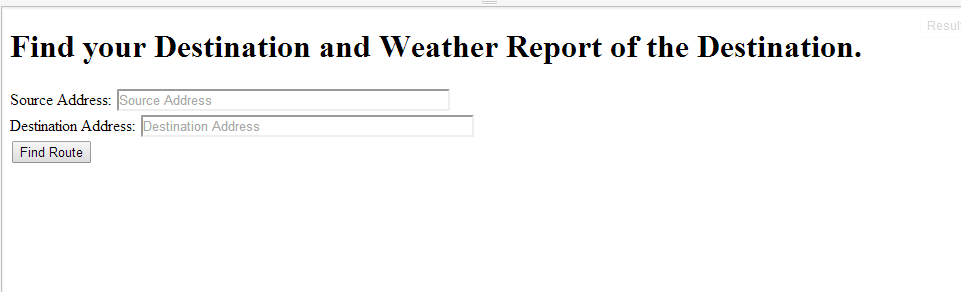 Result
Find your Destination and Weather Report of the Destination.
Source Address: Source Address
Destination Address: Destination Address
Find Route